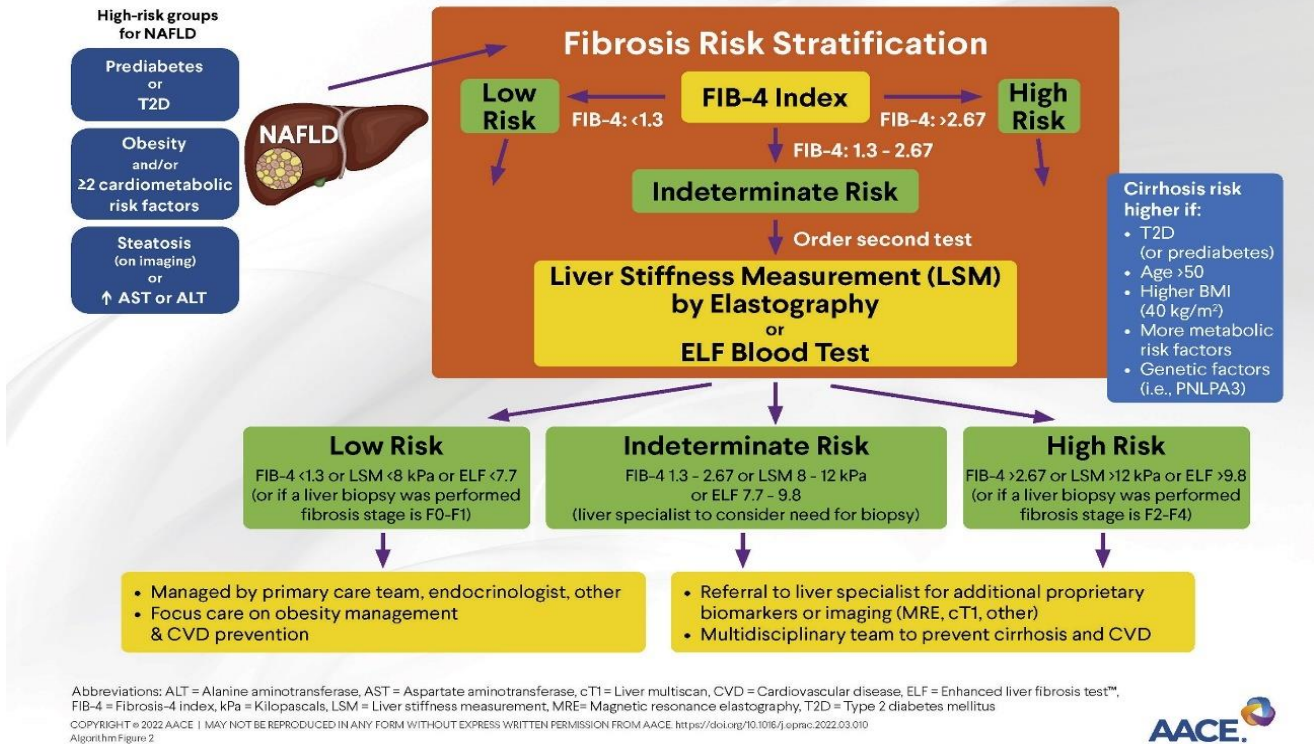 High-risk groups
for NAFLD
Prediabetes
or
T2D
Obesity
and/or
≥2 cardiometabolic
risk factors
Steatosis
(on imaging)
or
↑ AST or ALT
NAFLD
Fibrosis Risk Stratification
Low
Risk
FIB-4: <1.3
FIB-4 Index
FIB-4: >2.67
High
Risk
FIB-4: 1.3 - 2.67
Indeterminate Risk
Order second test
Liver Stiffness Measurement (LSM)
by Elastography
or
ELF Blood Test
Cirrhosis risk
higher if:
• T2D
(or prediabetes)
• Age >50
• Higher BMI
(40 kg/m²)
• More metabolic
risk factors
• Genetic factors
(i.e., PNLPA3)
Low Risk
FIB-4 <1.3 or LSM <8 kPa or ELF <7.7
(or if a liver biopsy was performed
fibrosis stage is F0-F1)
Indeterminate Risk
FIB-4 1.3 - 2.67 or LSM 8 - 12 kPa
or ELF 7.7 - 9.8
(liver specialist to consider need for biopsy)
High Risk
FIB-4 >2.67 or LSM >12 kPa or ELF >9.8
(or if a liver biopsy was performed
fibrosis stage is F2-F4)
• Managed by primary care team, endocrinologist, other
• Focus care on obesity management
& CVD prevention
• Referral to liver specialist for additional proprietary
biomarkers or imaging (MRE, cT1, other)
• Multidisciplinary team to prevent cirrhosis and CVD
Abbreviations: ALT = Alanine aminotransferase, AST = Aspartate aminotransferase, cT1 = Liver multiscan, CVD = Cardiovascular disease, ELF = Enhanced liver fibrosis test™,
FIB-4 = Fibrosis-4 index, kPa = Kilopascals, LSM = Liver stiffness measurement, MRE= Magnetic resonance elastography, T2D = Type 2 diabetes mellitus
COPYRIGHT © 2022 AACE | MAY NOT BE REPRODUCED IN ANY FORM WITHOUT EXPRESS WRITTEN PERMISSION FROM AACE. https://doi.org/10.1016/j.eprac.2022.03.010
Algorithm Figure 2
AACE.